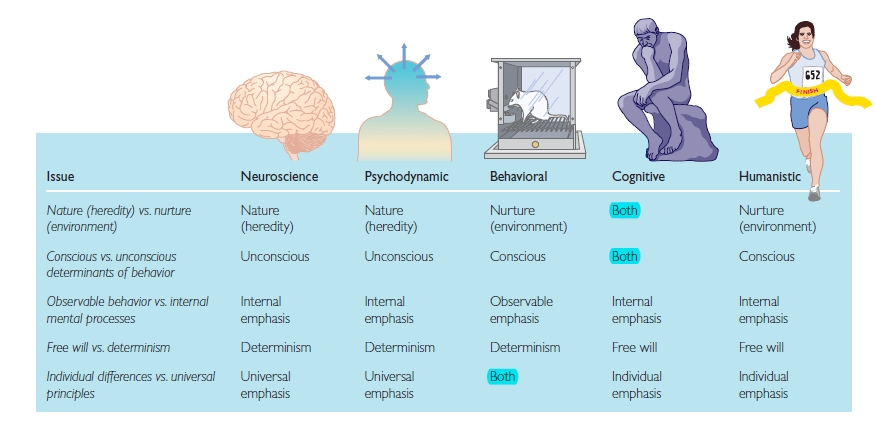 652
FINISH
Issue Neuroscience Psychodynamic Behavioral Cognitive Humanistic
Nature (heredity) vs. nurture Nature Nature Nurture Both Nurture
(environment) (heredity) (heredity) (environment) (environment)
Conscious vs. unconscious Unconscious Unconscious Conscious Both Conscious
determinants of behavior
Observable behavior vs. internal Internal Internal Observable Internal Internal
mental processes emphasis emphasis emphasis emphasis emphasis
Free will vs. determinism Determinism Determinism Determinism Free will Free will
Individual differences vs. universal Universal Universal Both Individual Individual
principles emphasis emphasis emphasis emphasis